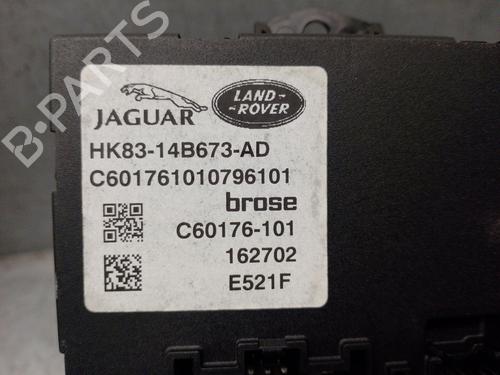 B-PARTS
JAGUAR
LAND-
ROVER
HK83-14B673-AD
C601761010796101
brose
C60176-101
162702
E521F